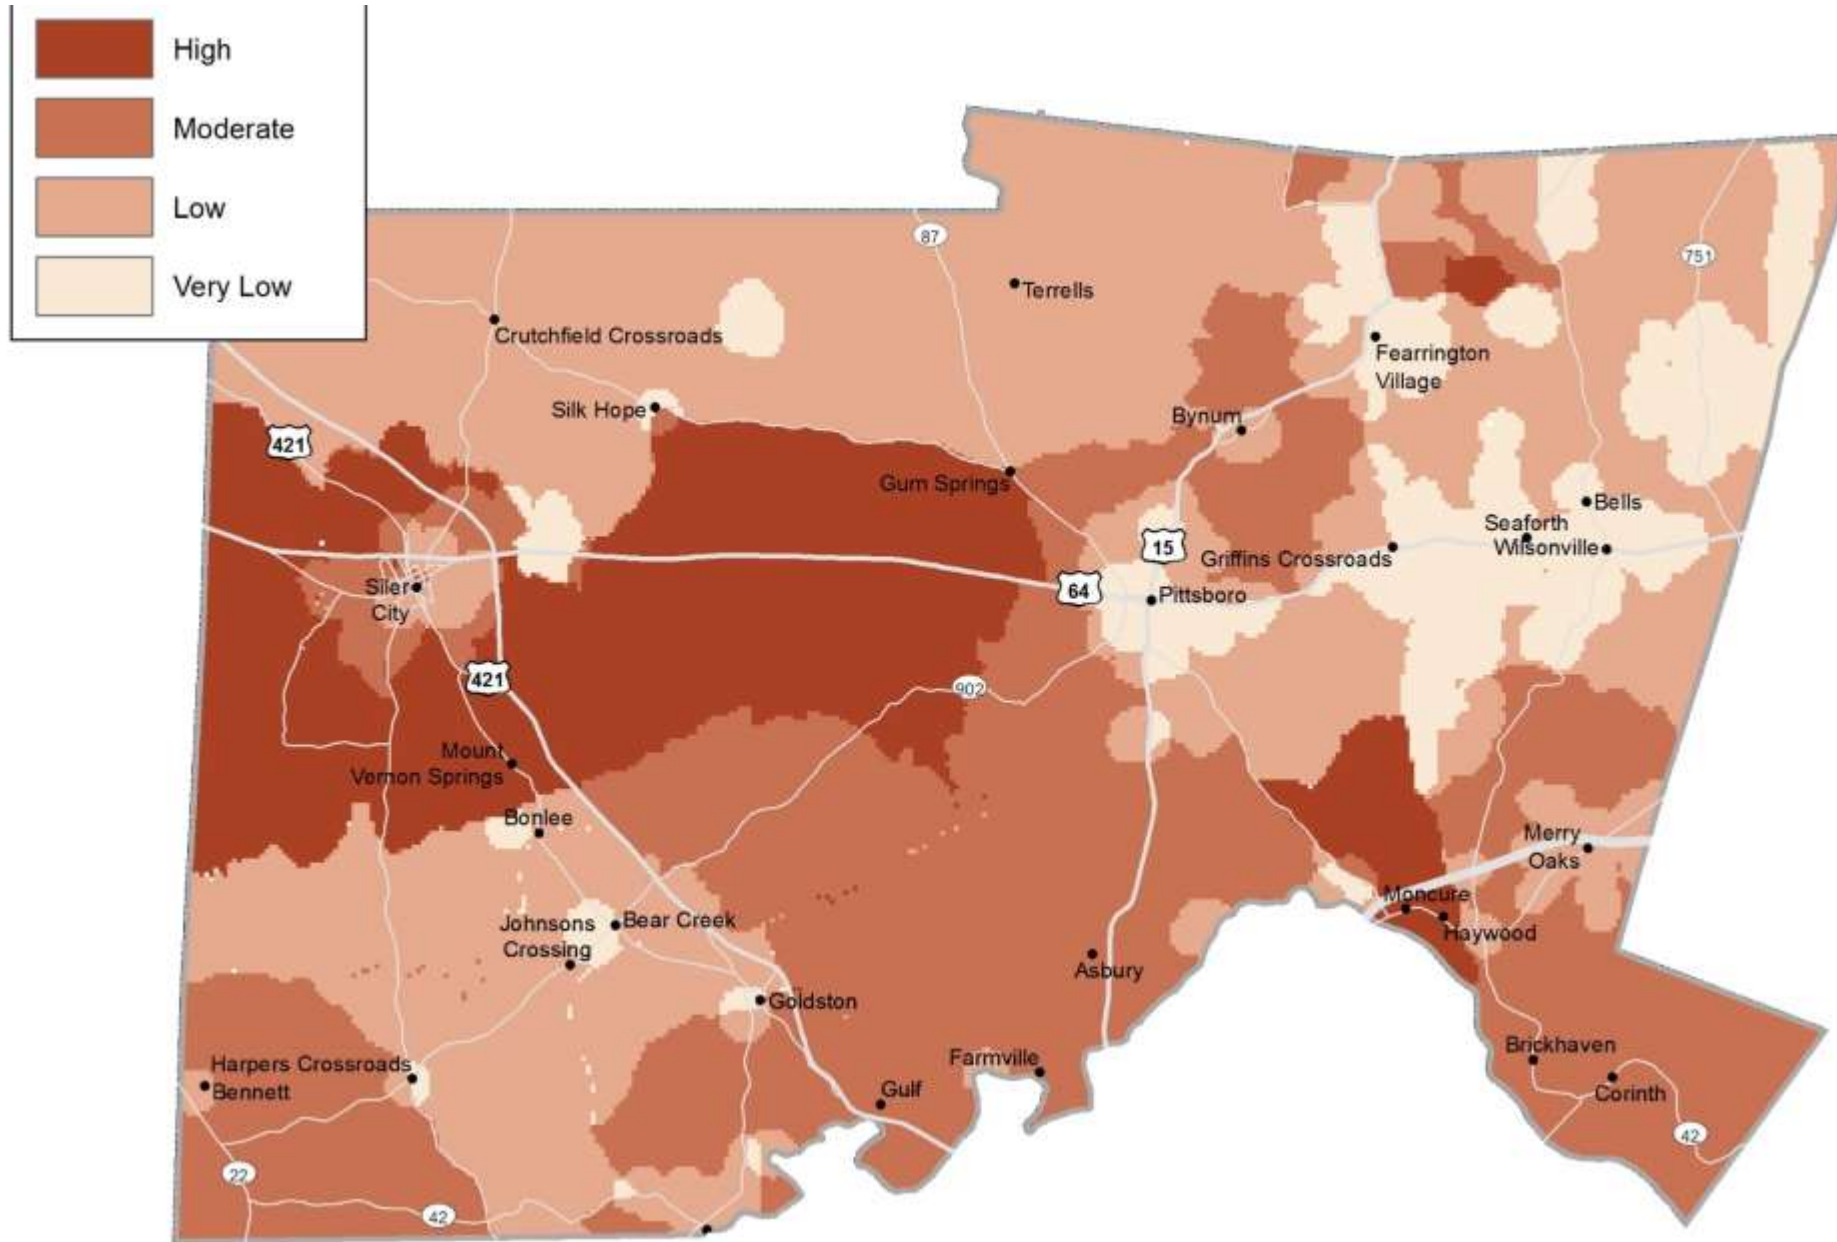 High
Moderate
Low
Very Low
87
751
Terrells
Crutchfield Crossroads
Fearrington
Village
Silk Hope
Bynum
421
Gum Springs
Bells
Seaforth
15
Wilsonville
Griffins Crossroads
Siler
City
64
Pittsboro
421
902
Mount
Vernon Springs
Bonlee
Merry
Oaks
Moncure
Johnsons
Crossing
Bear Creek
Haywood
Asbury
Goldston
Brickhaven
Farmville
Harpers Crossroads
Bennett
Gulf
Corinth
42
22
42